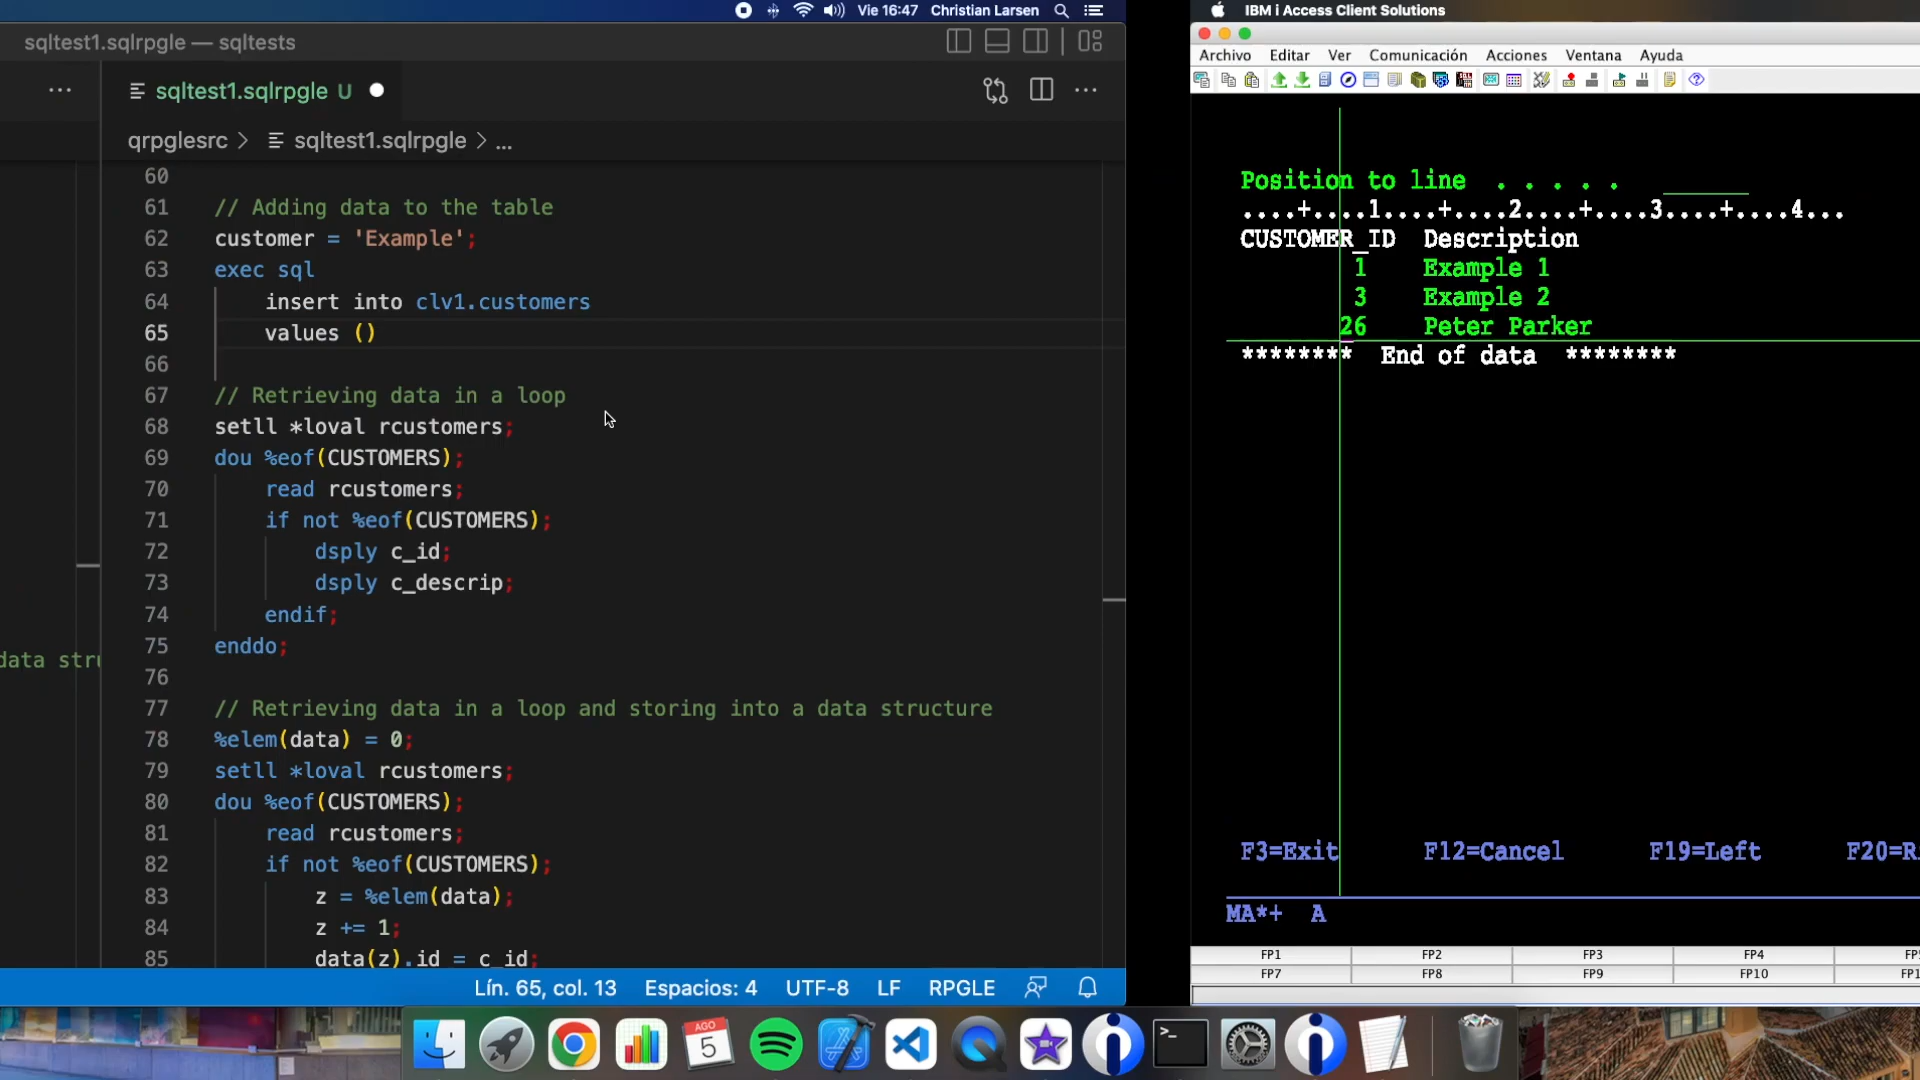 Vie 16:47 Christian Larsen
sqltest1.sqlrpgle — sqltests
sqltest1.sqlrpgle U
qrpglesrc > sqltest1.sqlrpgle > ...
60
61 // Adding data to the table
62 customer = 'Example';
63 exec sql
64 insert into clv1.customers
65 values ()
66
67 // Retrieving data in a loop
68 setll *loval rcustomers;
69 dou %eof(CUSTOMERS);
70 read rcustomers;
71 if not %eof(CUSTOMERS);
72 dsply c_id;
73 dsply c_descrip;
74 endif;
75 enddo;
data stru
76
77 // Retrieving data in a loop and storing into a data structure
78 %elem(data) = 0;
79 setll *loval rcustomers;
80 dou %eof(CUSTOMERS);
81 read rcustomers;
82 if not %eof(CUSTOMERS);
83 z = %elem(data);
84 z += 1;
85 data(z).id = c_id;
Lín. 65, col. 13 Espacios: 4 UTF-8 LF RPGLE
IBM i Access Client Solutions
Archivo Editar Ver Comunicación Acciones Ventana Ayuda
Position to line . . . . .
....+....1....+....2....+....3....+....4...
CUSTOMER_ID Description
1 Example 1
3 Example 2
26 Peter Parker
******** End of data ********
F3=Exit F12=Cancel F19=Left F20=R
MA*+ A
FP1 FP2 FP3 FP4
FP7 FP8 FP9 FP10
AGO
5